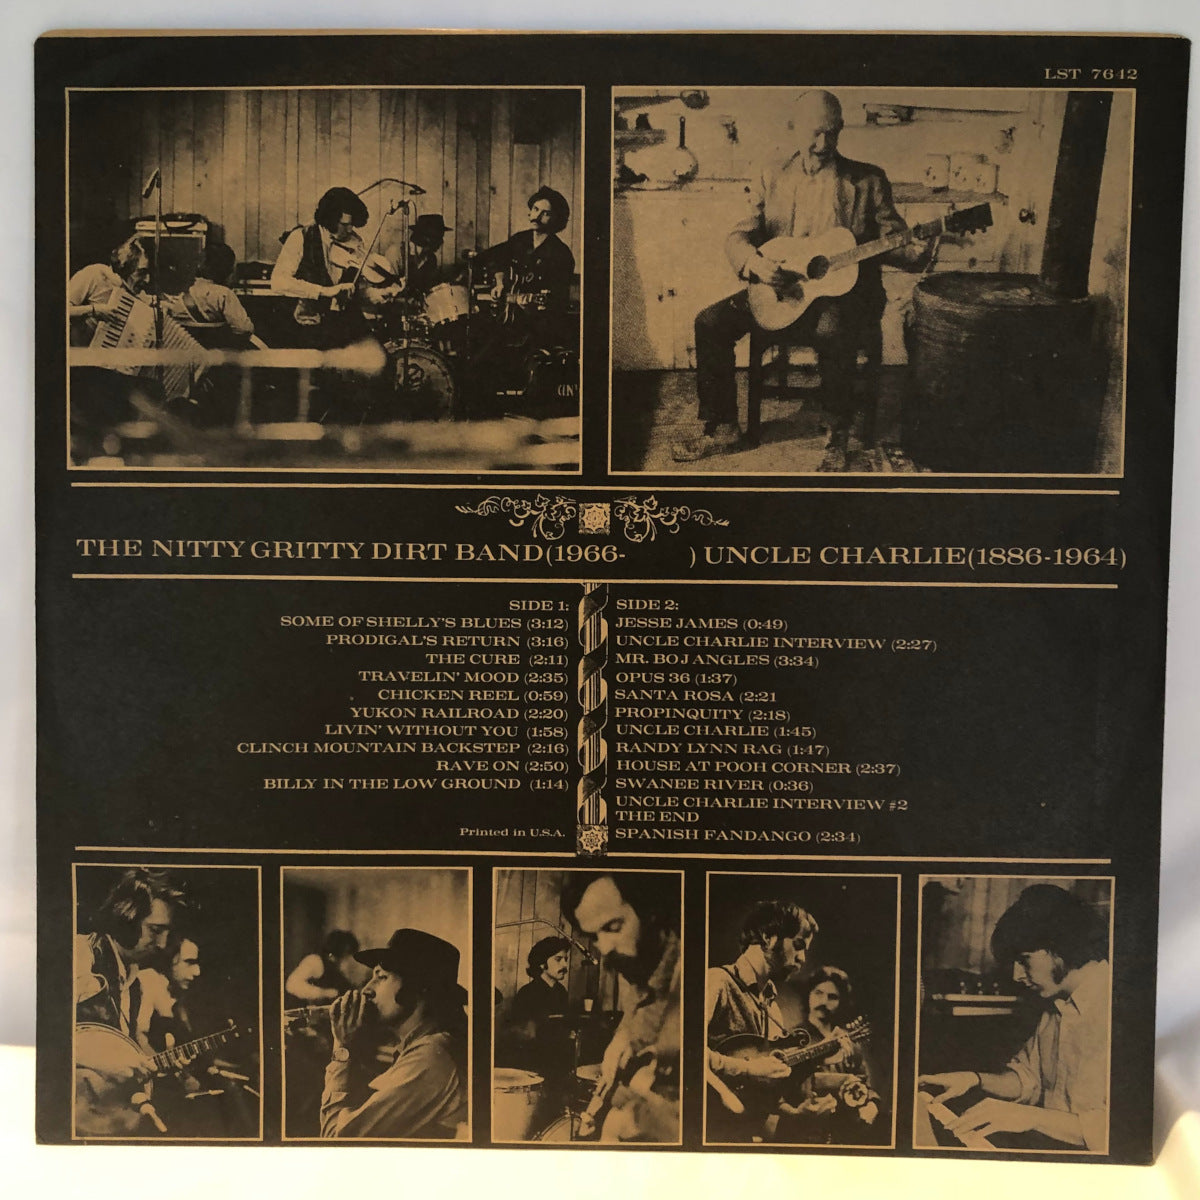 LST 7642
THE NITTY GRITTY DIRT BAND(1966- ) UNCLE CHARLIE(1886-1964)
SIDE 1:
SOME OF SHELLY'S BLUES (3:12)
PRODIGAL'S RETURN (3:16)
THE CURE (2:11)
TRAVELIN' MOOD (2:35)
CHICKEN REEL (0:59)
YUKON RAILROAD (2:20)
LIVIN' WITHOUT YOU (1:58)
CLINCH MOUNTAIN BACKSTEP (2:16)
RAVE ON (2:50)
BILLY IN THE LOW GROUND (1:14)
Printed in U.S.A.
SIDE 2:
JESSE JAMES (0:49)
UNCLE CHARLIE INTERVIEW (2:27)
MR. BOJANGLES (3:34)
OPUS 36 (1:37)
SANTA ROSA (2:21
PROPINQUITY (2:18)
UNCLE CHARLIE (1:45)
RANDY LYNN RAG (1:47)
HOUSE AT POOH CORNER (2:37)
SWANEE RIVER (0:36)
UNCLE CHARLIE INTERVIEW #2
THE END
SPANISH FANDANGO (2:34)